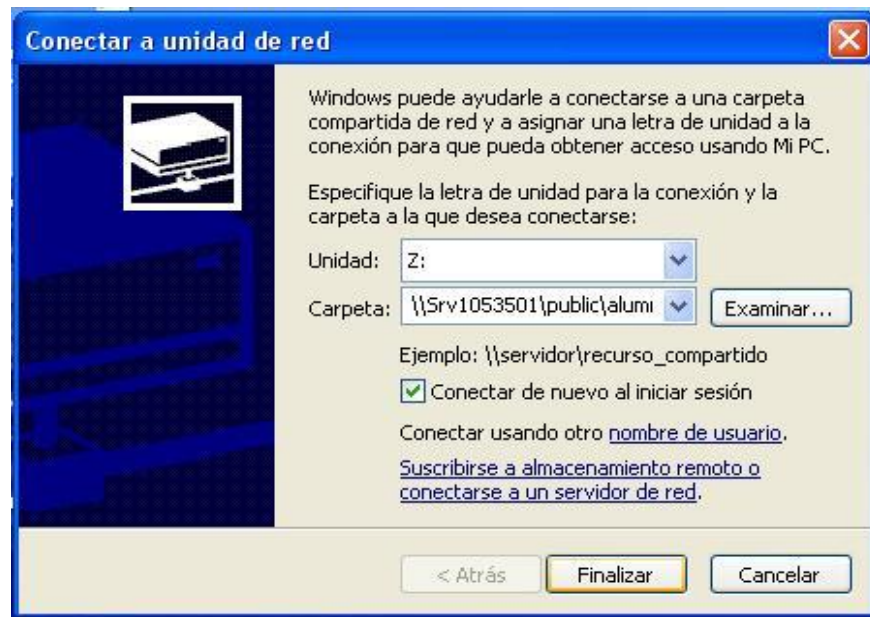 Conectar a unidad de red
Windows puede ayudarle a conectarse a una carpeta
compartida de red y a asignar una letra de unidad a la
conexión para que pueda obtener acceso usando Mi PC.
Especifique la letra de unidad para la conexión y la
carpeta a la que desea conectarse:
Unidad: Z:
Carpeta: \\Srv1053501\public\alum Examinar...
Ejemplo: \\servidor\recurso_compartido
Conectar de nuevo al iniciar sesión
Conectar usando otro nombre de usuario.
Suscribirse a almacenamiento remoto o
conectarse a un servidor de red.
< Atrás Finalizar Cancelar